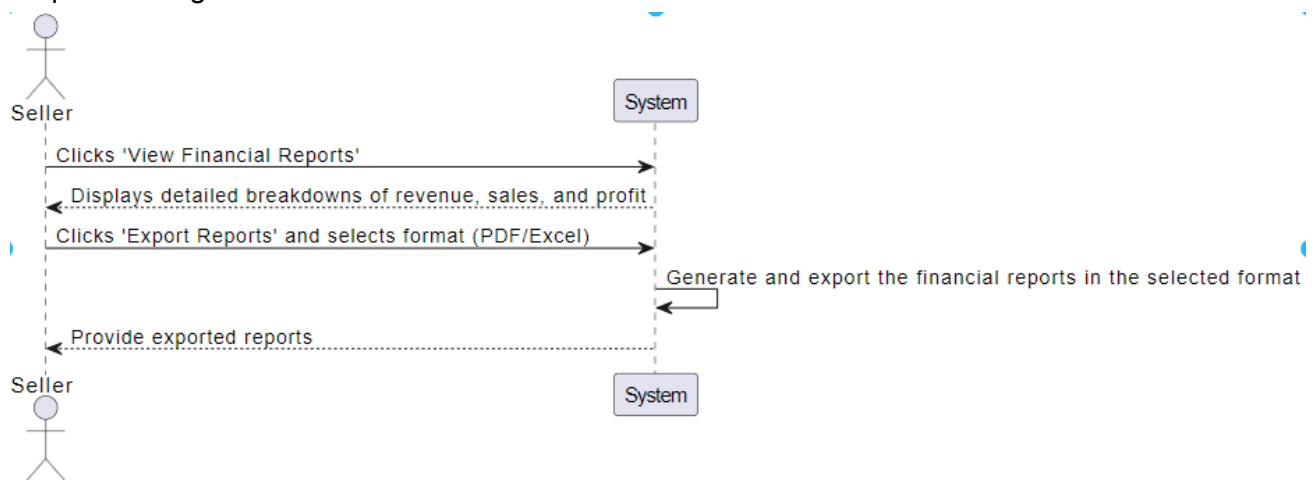 Seller
System
Clicks 'View Financial Reports'
Displays detailed breakdowns of revenue, sales, and profit
Clicks 'Export Reports' and selects format (PDF/Excel)
Generate and export the financial reports in the selected format
Provide exported reports
Seller
System